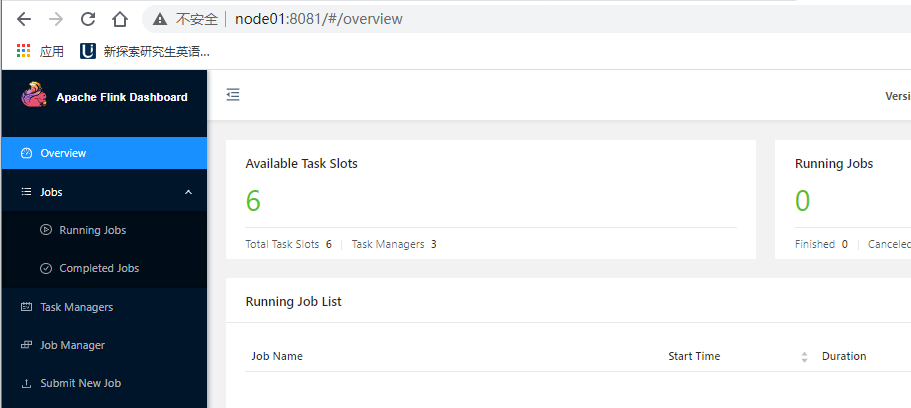 不安全 node01:8081/#/overview
应用 新探索研究生英语...
Apache Flink Dashboard
Versi
Overview
Jobs
Running Jobs
Completed Jobs
Task Managers
Job Manager
Submit New Job
Available Task Slots
6
Total Task Slots 6 Task Managers 3
Running Jobs
0
Finished 0 Canceled
Running Job List
Job Name Start Time Duration